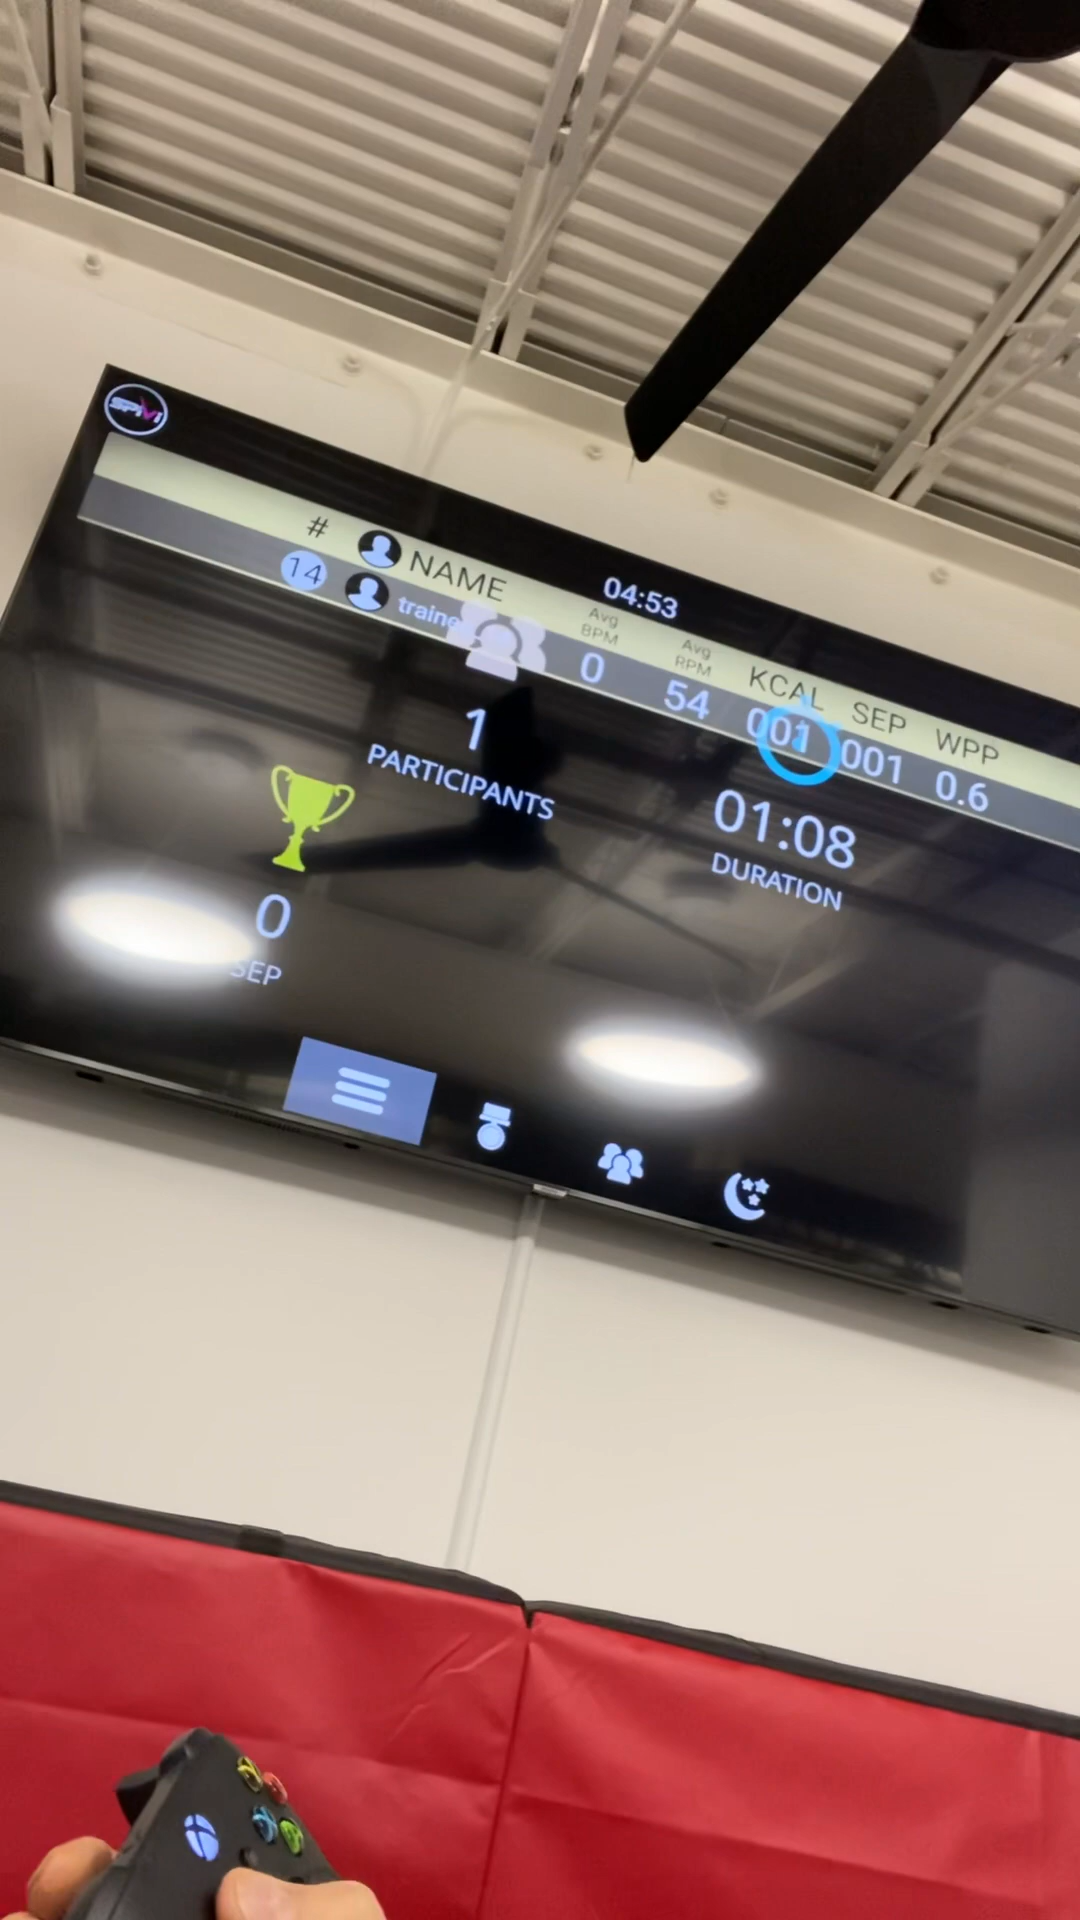 SPIVI
04:53
# NAME Avg BPM Avg RPM KCAL SEP WPP
14 traine 0 54 001 001 0.6
1
PARTICIPANTS
01:08
DURATION
0
SEP